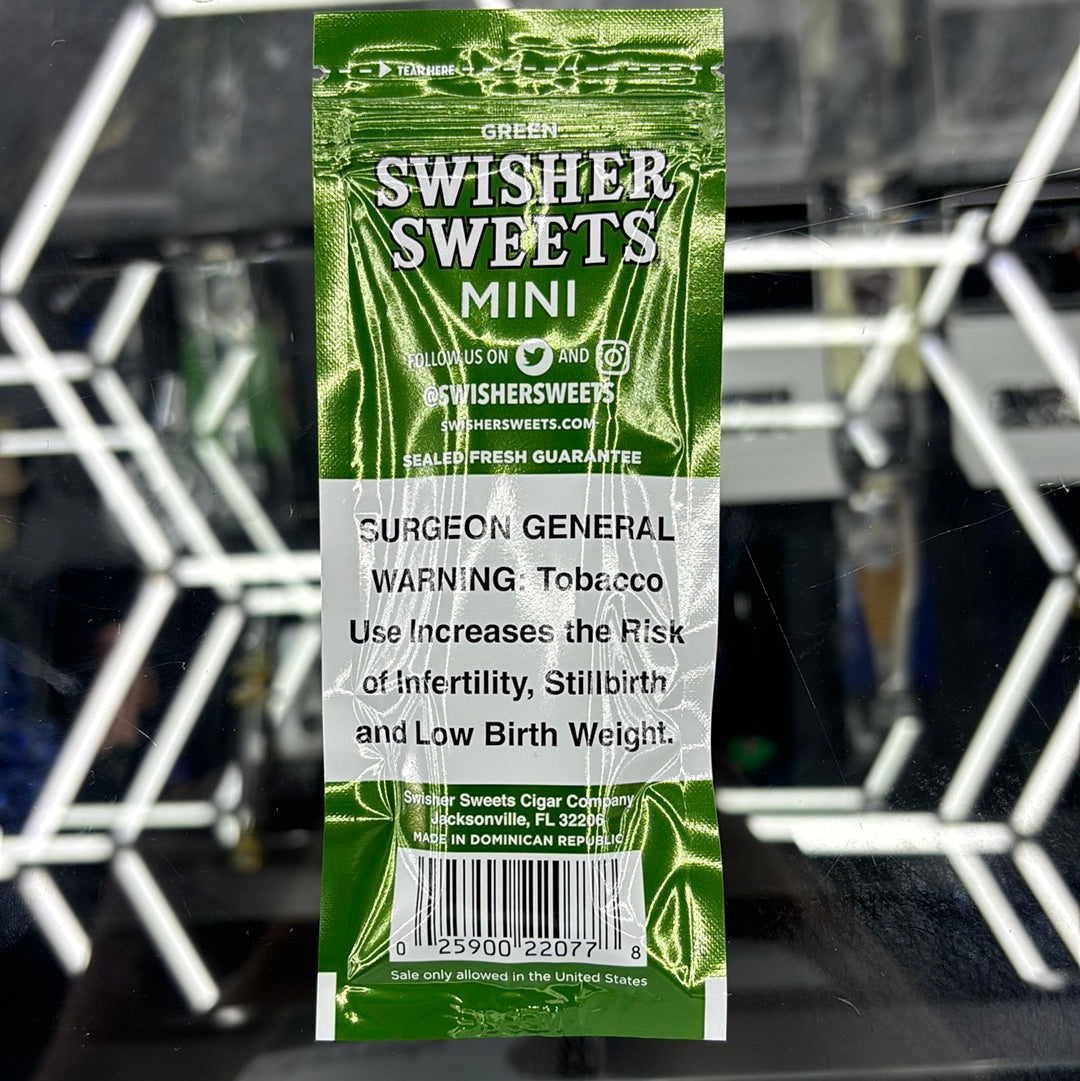 TEAR HERE
GREEN
SWISHER
SWEETS
MINI
FOLLOW US ON AND
@SWISHERSWEETS
SWISHERSWEETS.COM
SEALED FRESH GUARANTEE
SURGEON GENERAL
WARNING: Tobacco
Use Increases the Risk
of Infertility, Stillbirth
and Low Birth Weight.
Swisher Sweets Cigar Company
Jacksonville, FL 32206
MADE IN DOMINICAN REPUBLIC
0 25900 22077 8
Sale only allowed in the United States